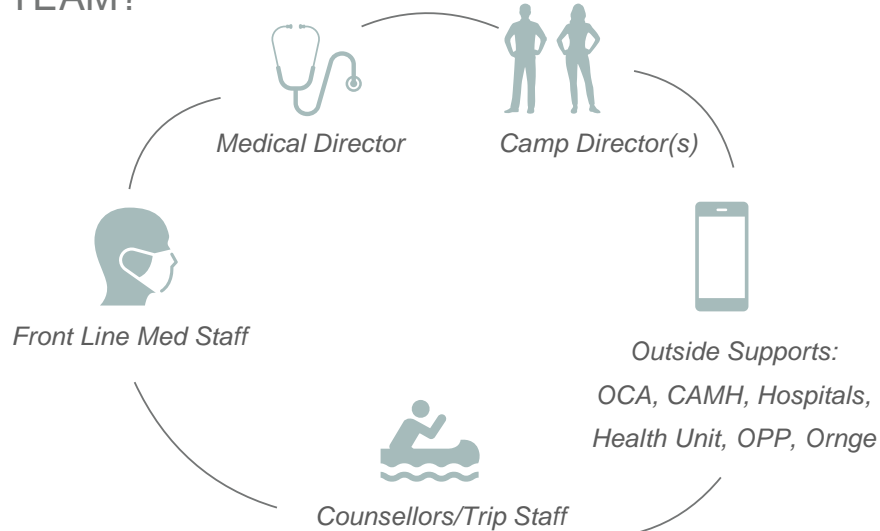 TEAM?
Medical Director
Camp Director(s)
Front Line Med Staff
Outside Supports:
OCA, CAMH, Hospitals,
Health Unit, OPP, Ornge
Counsellors/Trip Staff